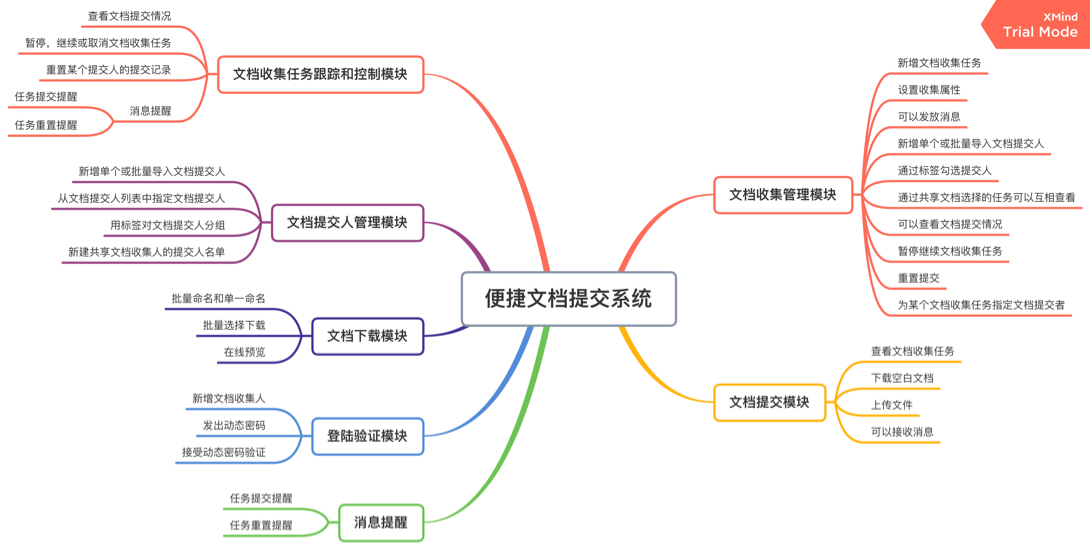 XMind
Trial Mode
便捷文档提交系统
文档收集管理模块
新增文档收集任务
设置收集属性
可以发放消息
新增单个或批量导入文档提交人
通过标签勾选提交人
通过共享文档选择的任务可以互相查看
可以查看文档提交情况
暂停继续文档收集任务
重置提交
为某个文档收集任务指定文档提交者
文档提交模块
查看文档收集任务
下载空白文档
上传文件
可以接收消息
文档收集任务跟踪和控制模块
查看文档提交情况
暂停，继续或取消文档收集任务
重置某个提交人的提交记录
消息提醒
任务提交提醒
任务重置提醒
文档提交人管理模块
新增单个或批量导入文档提交人
从文档提交人列表中指定文档提交人
用标签对文档提交人分组
新建共享文档收集人的提交人名单
文档下载模块
批量命名和单一命名
批量选择下载
在线预览
登陆验证模块
新增文档收集人
发出动态密码
接受动态密码验证
消息提醒
任务提交提醒
任务重置提醒